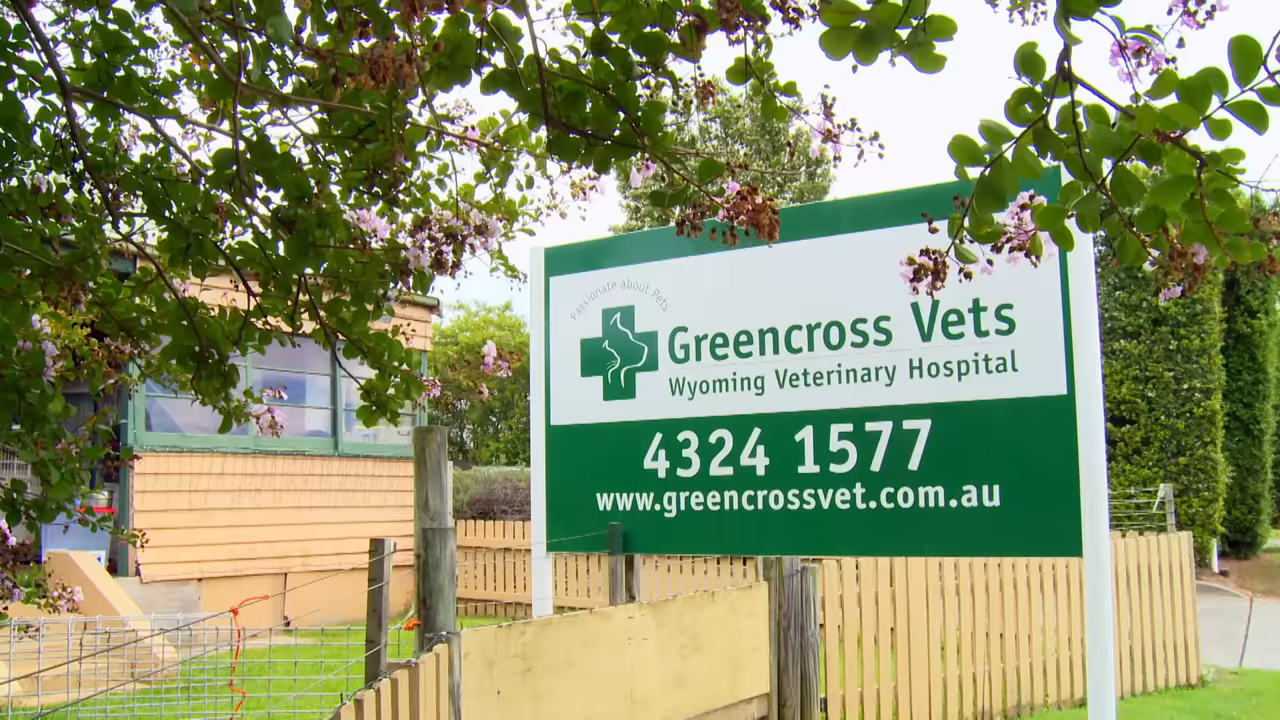 Passionate about Pets
Greencross Vets
Wyoming Veterinary Hospital
4324 1577
www.greencrossvet.com.au